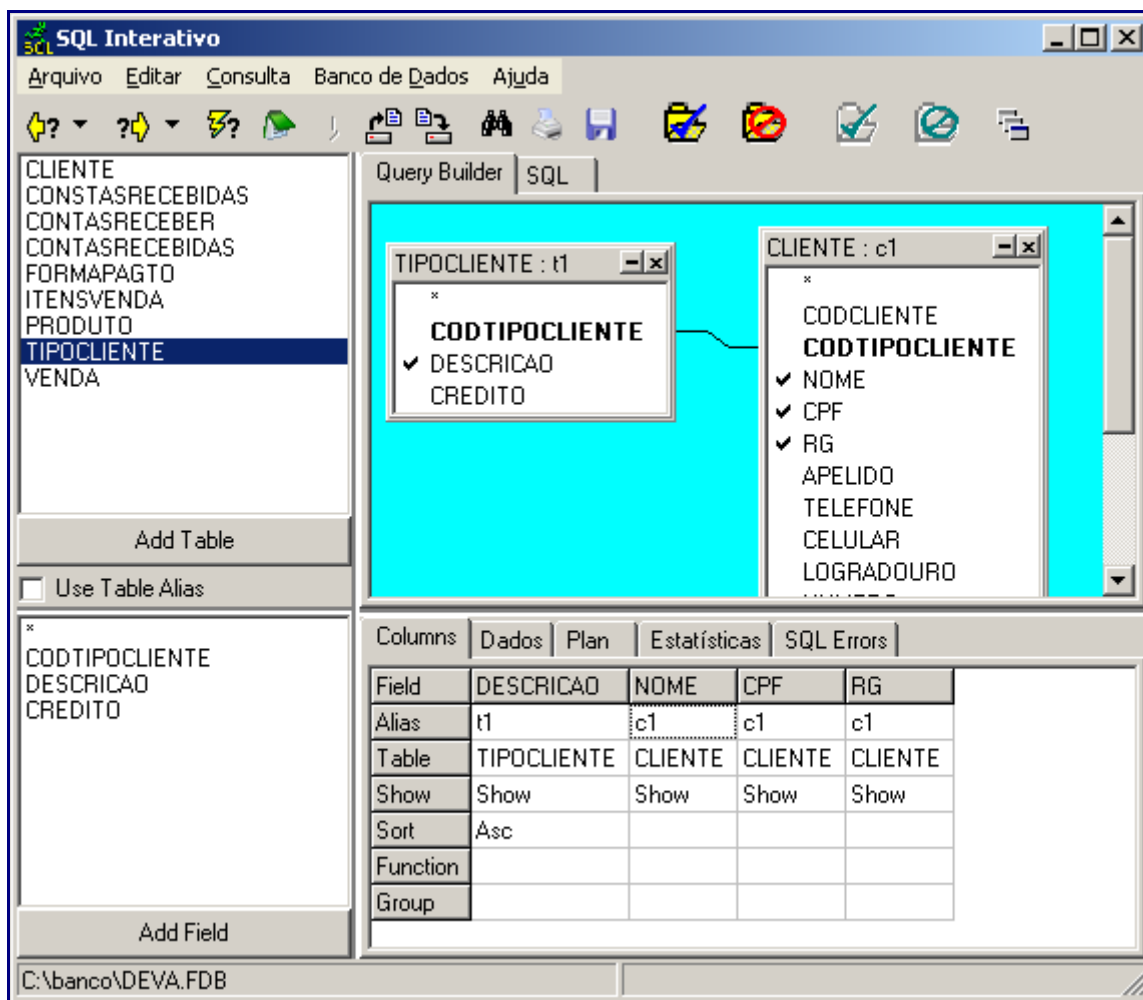 SQL Interativo
Arquivo Editar Consulta Banco de Dados Ajuda
CLIENTE
CONSTASRECEBIDAS
CONTASRECEBER
CONTASRECEBIDAS
FORMAPAGTO
ITENSVENDA
PRODUTO
TIPOCLIENTE
VENDA
Add Table
Use Table Alias
*
CODTIPOCLIENTE
DESCRICAO
CREDITO
Add Field
Query Builder SQL
TIPOCLIENTE : t1
*
CODTIPOCLIENTE
DESCRICAO
CREDITO
CLIENTE : c1
*
CODCLIENTE
CODTIPOCLIENTE
NOME
CPF
RG
APELIDO
TELEFONE
CELULAR
LOGRADOURO
Columns Dados Plan Estatísticas SQL Errors
Field DESCRICAO NOME CPF RG
Alias t1 c1 c1 c1
Table TIPOCLIENTE CLIENTE CLIENTE CLIENTE
Show Show Show Show Show
Sort Asc
Function
Group
C:\banco\DEVA.FDB